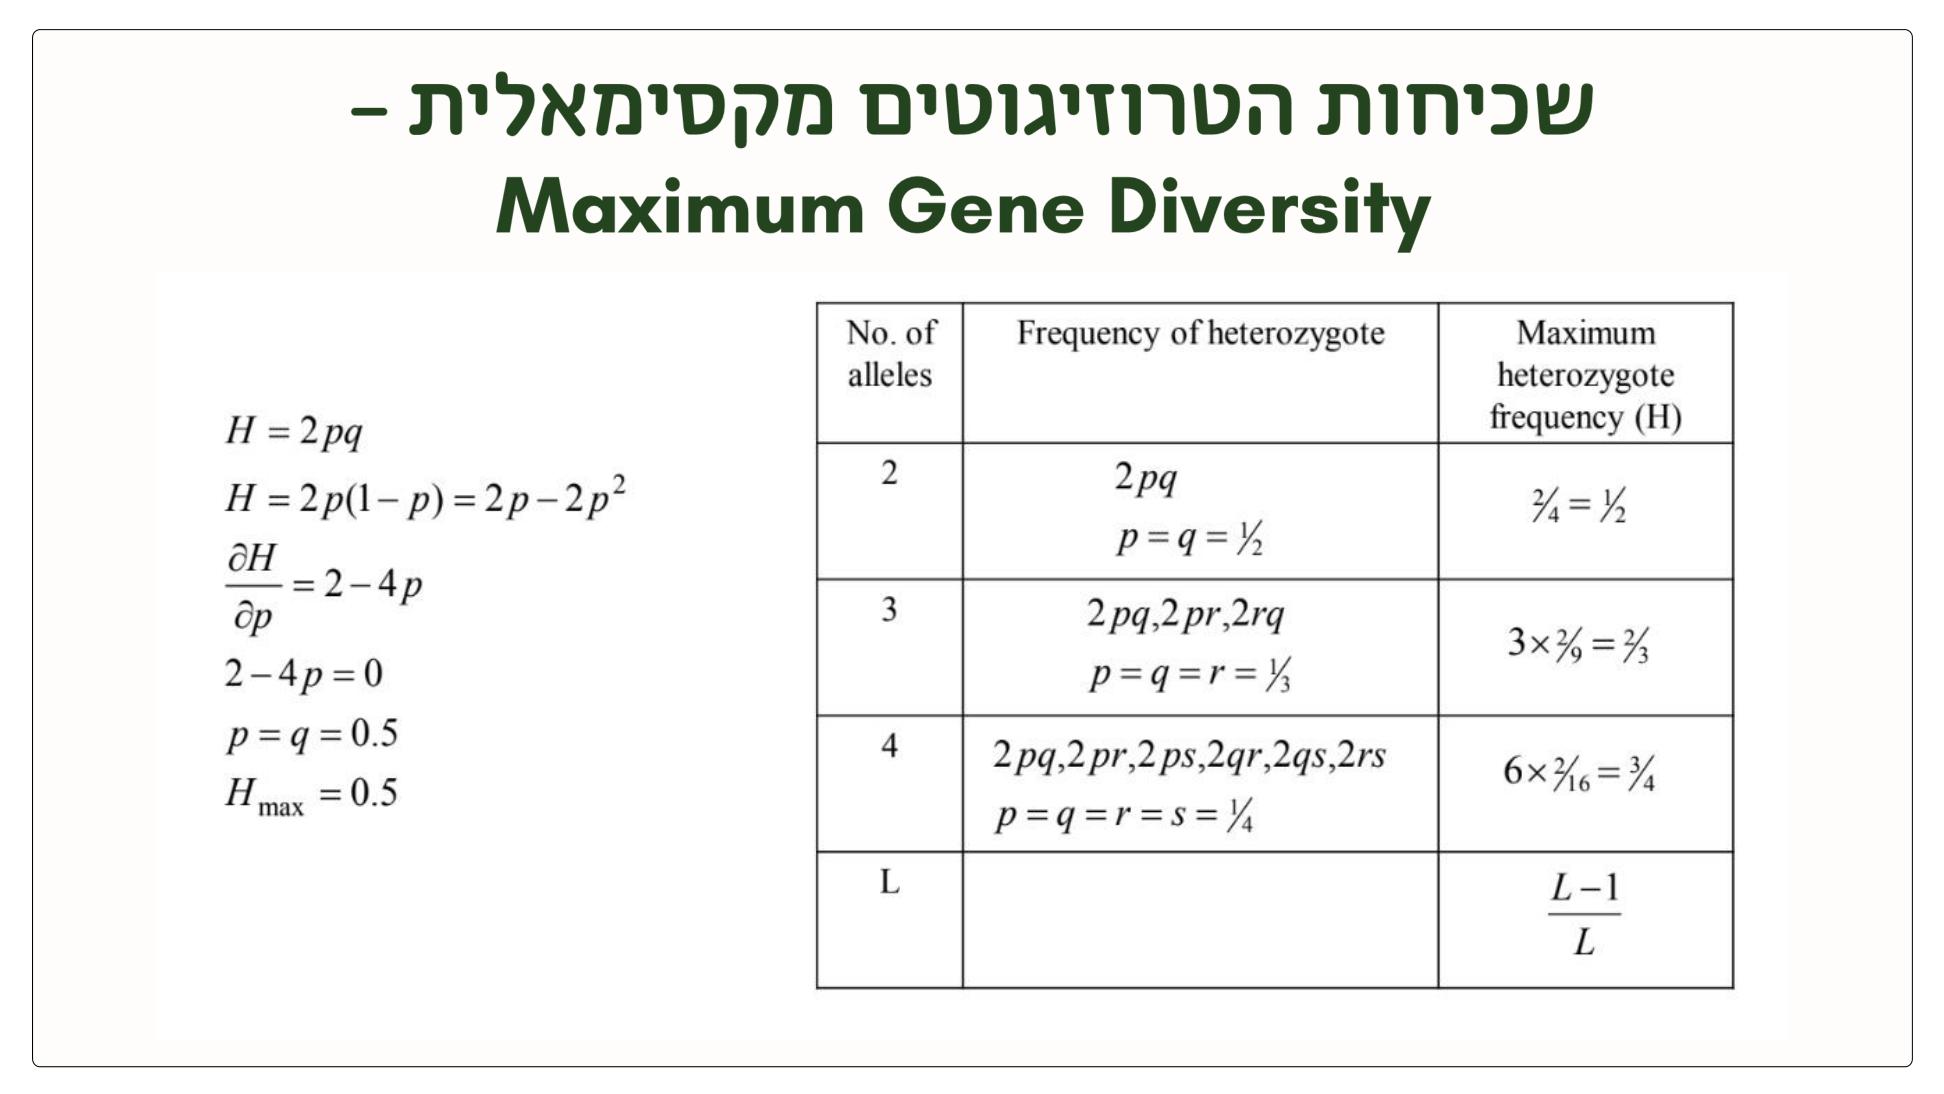 שכיחות הטרוזיגוטים מקסימאלית –
Maximum Gene Diversity
H = 2pq
H = 2p(1 − p) = 2p − 2p²
∂H/∂p = 2 − 4p
2 − 4p = 0
p = q = 0.5
H max = 0.5
No. of alleles
Frequency of heterozygote
Maximum heterozygote frequency (H)
2
2pq
p = q = 1/2
2/4 = 1/2
3
2pq,2pr,2rq
p = q = r = 1/3
3 × 2/9 = 2/3
4
2pq,2pr,2ps,2qr,2qs,2rs
p = q = r = s = 1/4
6 × 2/16 = 3/4
L
L − 1
L